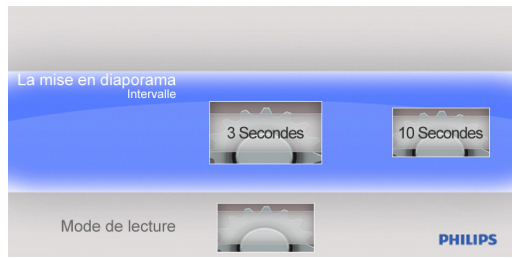 La mise en diaporama
Intervalle
3 Secondes
10 Secondes
Mode de lecture
PHILIPS